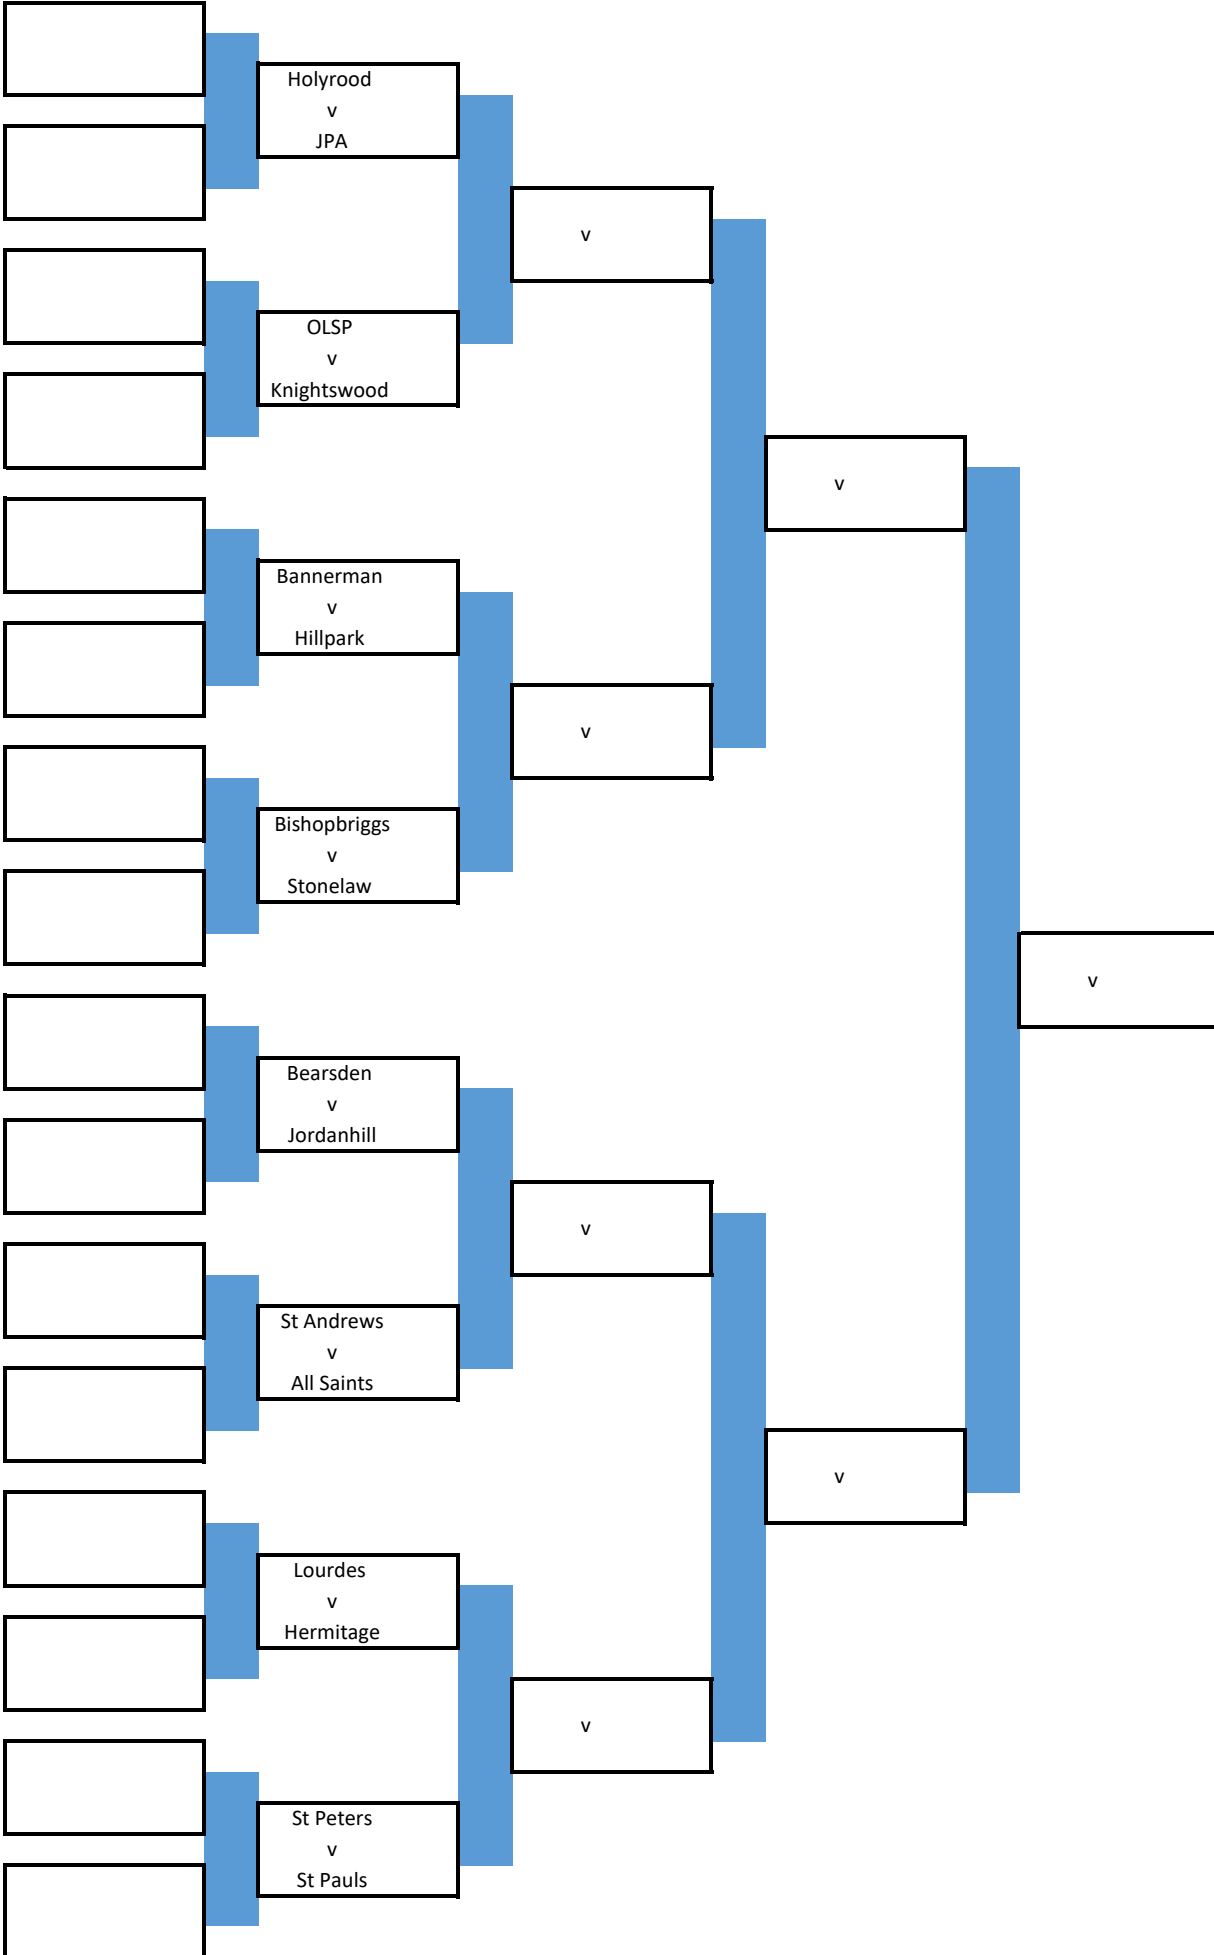 Holyrood
v
JPA
v
OLSP
v
Knightswood
v
Bannerman
v
Hillpark
v
Bishopbriggs
v
Stonelaw
v
Bearsden
v
Jordanhill
v
St Andrews
v
All Saints
v
Lourdes
v
Hermitage
v
St Peters
v
St Pauls